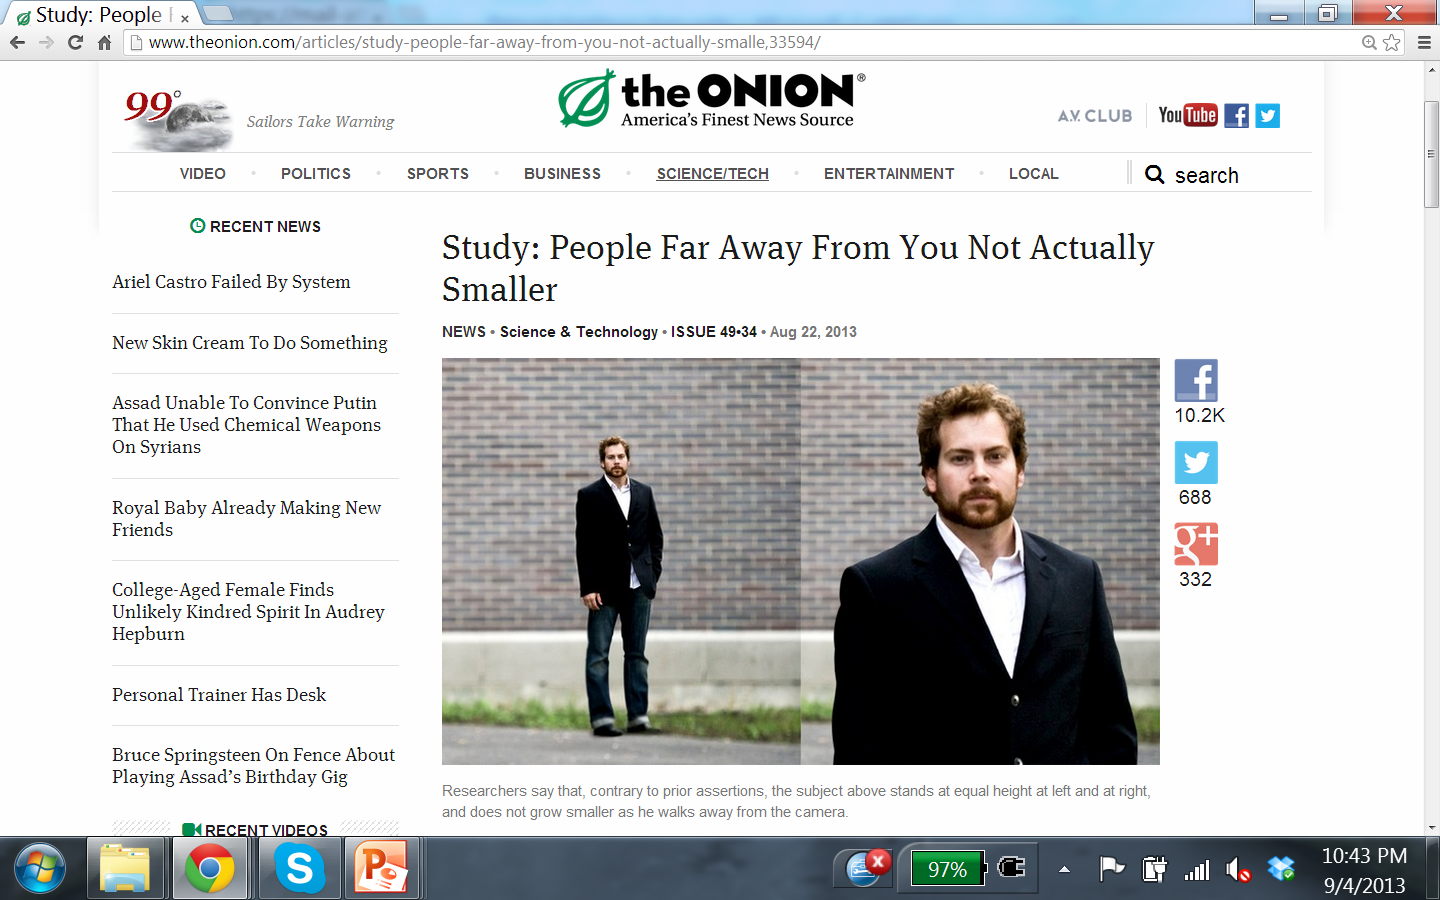 Study: People F
www.theonion.com/articles/study-people-far-away-from-you-not-actually-smalle,33594/
99°
Sailors Take Warning
the ONION®
America's Finest News Source
A.V. CLUB
YouTube
VIDEO • POLITICS • SPORTS • BUSINESS • SCIENCE/TECH • ENTERTAINMENT • LOCAL
search
RECENT NEWS
Ariel Castro Failed By System
New Skin Cream To Do Something
Assad Unable To Convince Putin
That He Used Chemical Weapons
On Syrians
Royal Baby Already Making New
Friends
College-Aged Female Finds
Unlikely Kindred Spirit In Audrey
Hepburn
Personal Trainer Has Desk
Bruce Springsteen On Fence About
Playing Assad's Birthday Gig
RECENT VIDEOS
Study: People Far Away From You Not Actually
Smaller
NEWS • Science & Technology • ISSUE 49•34 • Aug 22, 2013
10.2K
688
g+
332
Researchers say that, contrary to prior assertions, the subject above stands at equal height at left and at right,
and does not grow smaller as he walks away from the camera.
97%
10:43 PM
9/4/2013